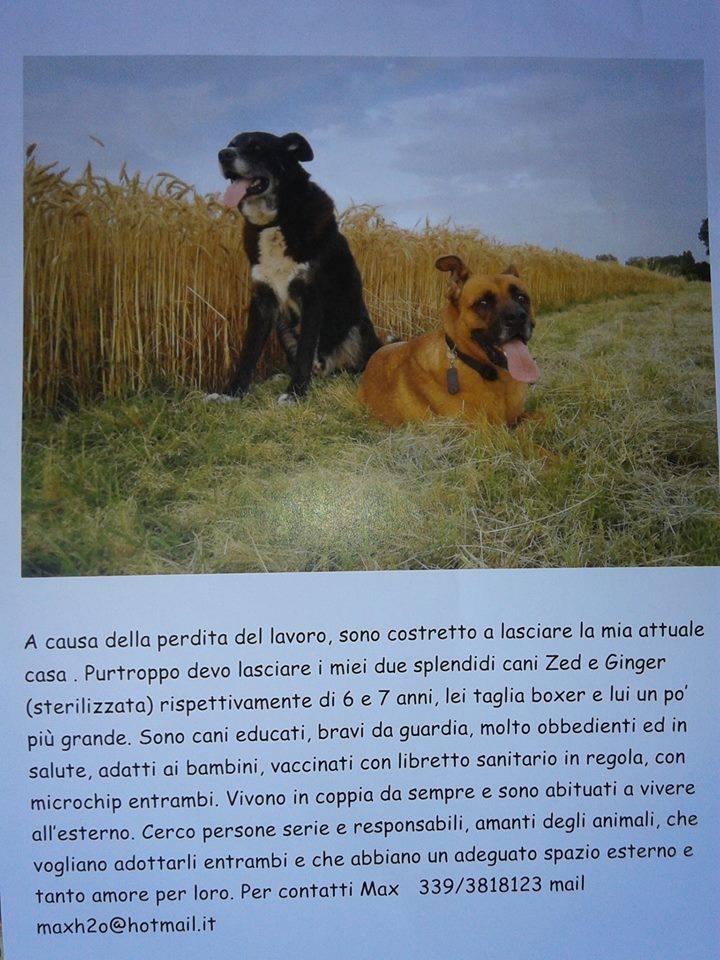 A causa della perdita del lavoro, sono costretto a lasciare la mia attuale
casa . Purtroppo devo lasciare i miei due splendidi cani Zed e Ginger
(sterilizzata) rispettivamente di 6 e 7 anni, lei taglia boxer e lui un po'
più grande. Sono cani educati, bravi da guardia, molto obbedienti ed in
salute, adatti ai bambini, vaccinati con libretto sanitario in regola, con
microchip entrambi. Vivono in coppia da sempre e sono abituati a vivere
all'esterno. Cerco persone serie e responsabili, amanti degli animali, che
vogliano adottarli entrambi e che abbiano un adeguato spazio esterno e
tanto amore per loro. Per contatti Max 339/3818123 mail
maxh2o@hotmail.it